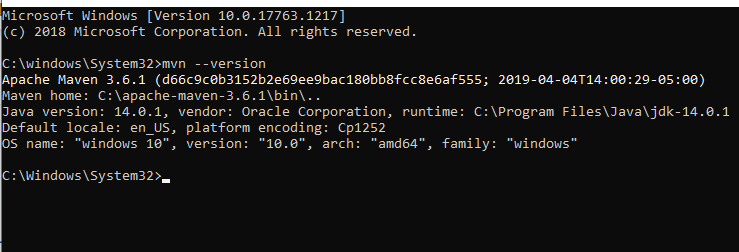 Microsoft Windows [Version 10.0.17763.1217]
(c) 2018 Microsoft Corporation. All rights reserved.
C:\windows\System32>mvn --version
Apache Maven 3.6.1 (d66c9c0b3152b2e69ee9bac180bb8fcc8e6af555; 2019-04-04T14:00:29-05:00)
Maven home: C:\apache-maven-3.6.1\bin\..
Java version: 14.0.1, vendor: Oracle Corporation, runtime: C:\Program Files\Java\jdk-14.0.1
Default locale: en_US, platform encoding: Cp1252
OS name: "windows 10", version: "10.0", arch: "amd64", family: "windows"
C:\Windows\System32>